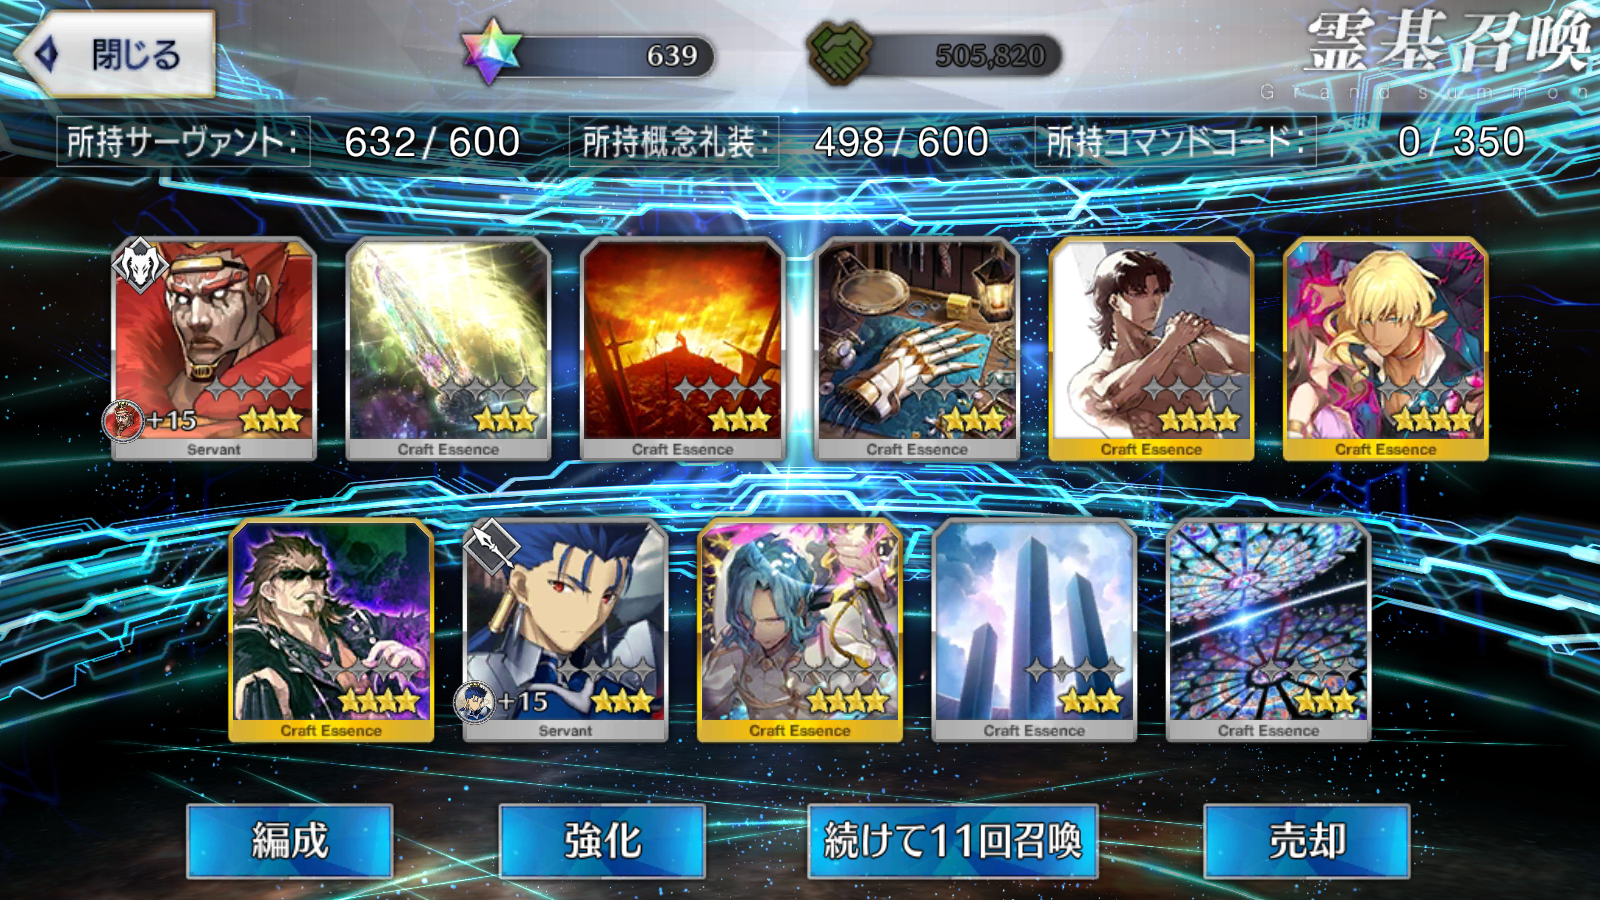 閉じる
639
505,820
霊基召喚
Grand summon
所持サーヴァント：
632 / 600
所持概念礼装：
498 / 600
所持コマンドコード：
0 / 350
+15
Servant
Craft Essence
Craft Essence
Craft Essence
Craft Essence
Craft Essence
Craft Essence
+15
Servant
Craft Essence
Craft Essence
Craft Essence
編成
強化
続けて11回召喚
売却